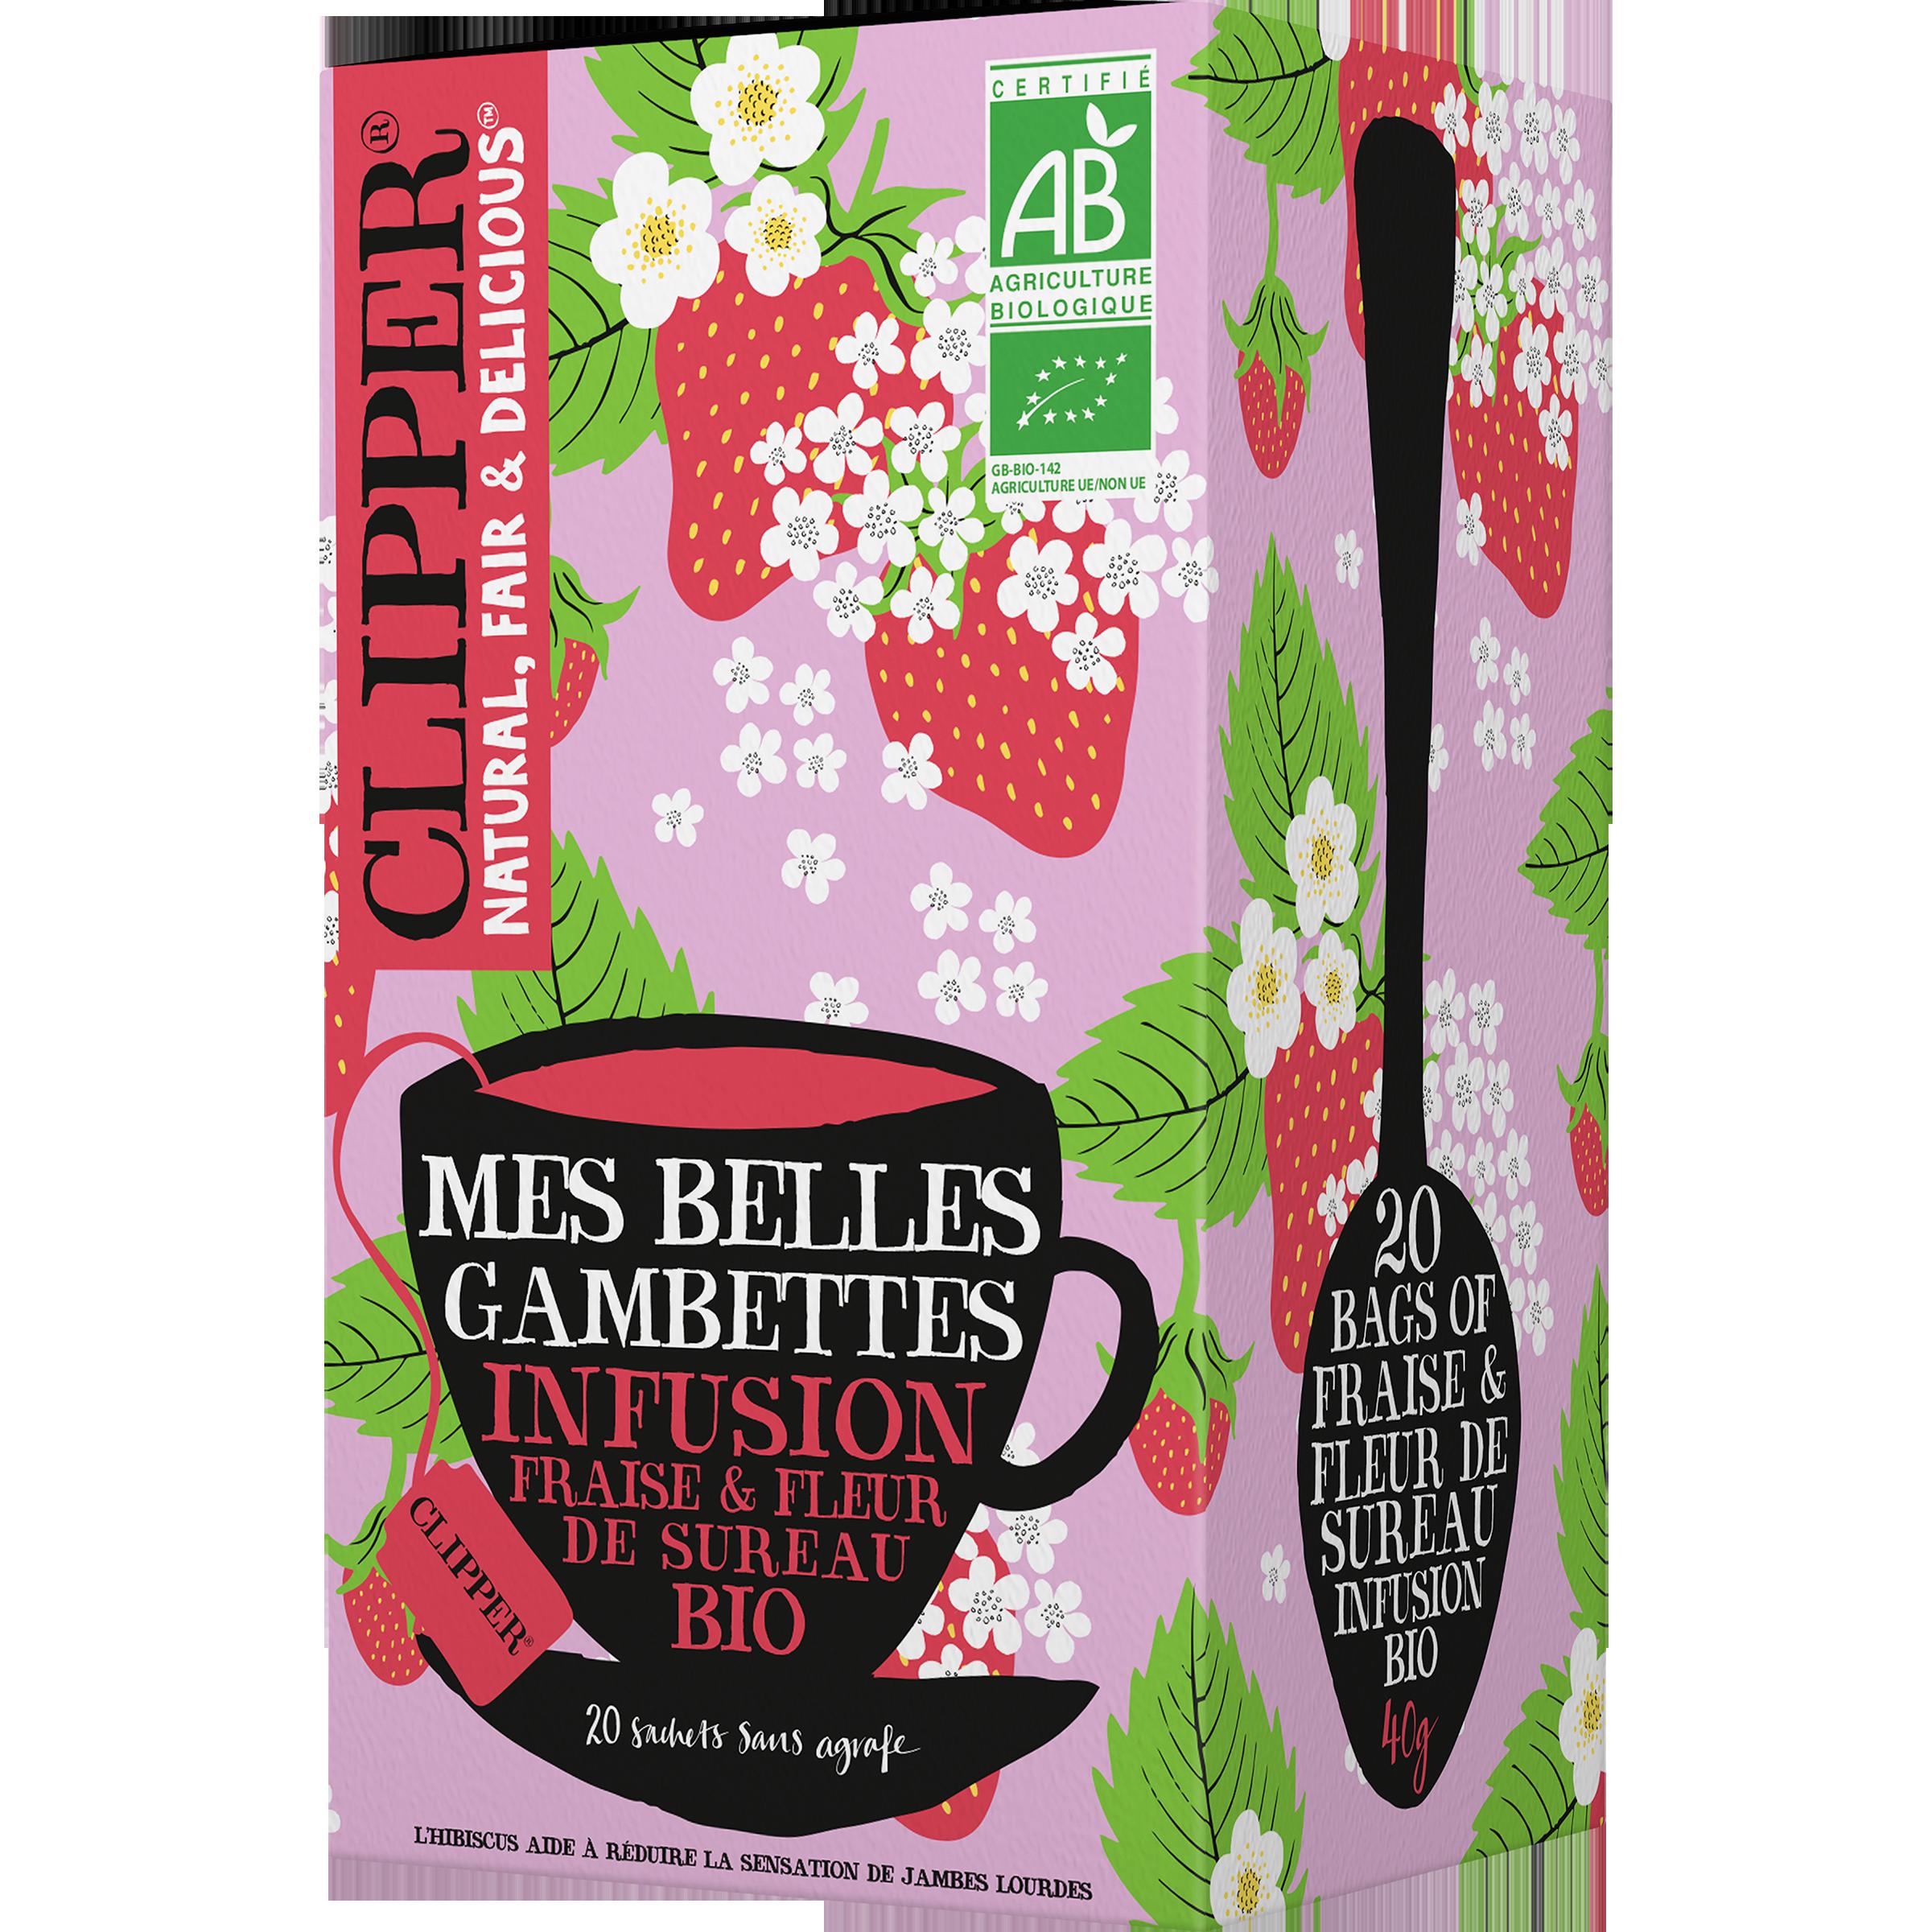 CLIPPER®
NATURAL, FAIR & DELICIOUS™
CERTIFIÉ
AB
AGRICULTURE
BIOLOGIQUE
GB-BIO-142
AGRICULTURE UE/NON UE
MES BELLES
GAMBETTES
INFUSION
FRAISE & FLEUR
DE SUREAU
BIO
CLIPPER®
20 sachets sans agrafe
L'HIBISCUS AIDE À RÉDUIRE LA SENSATION DE JAMBES LOURDES
20
BAGS OF
FRAISE &
FLEUR DE
SUREAU
INFUSION
BIO
40g